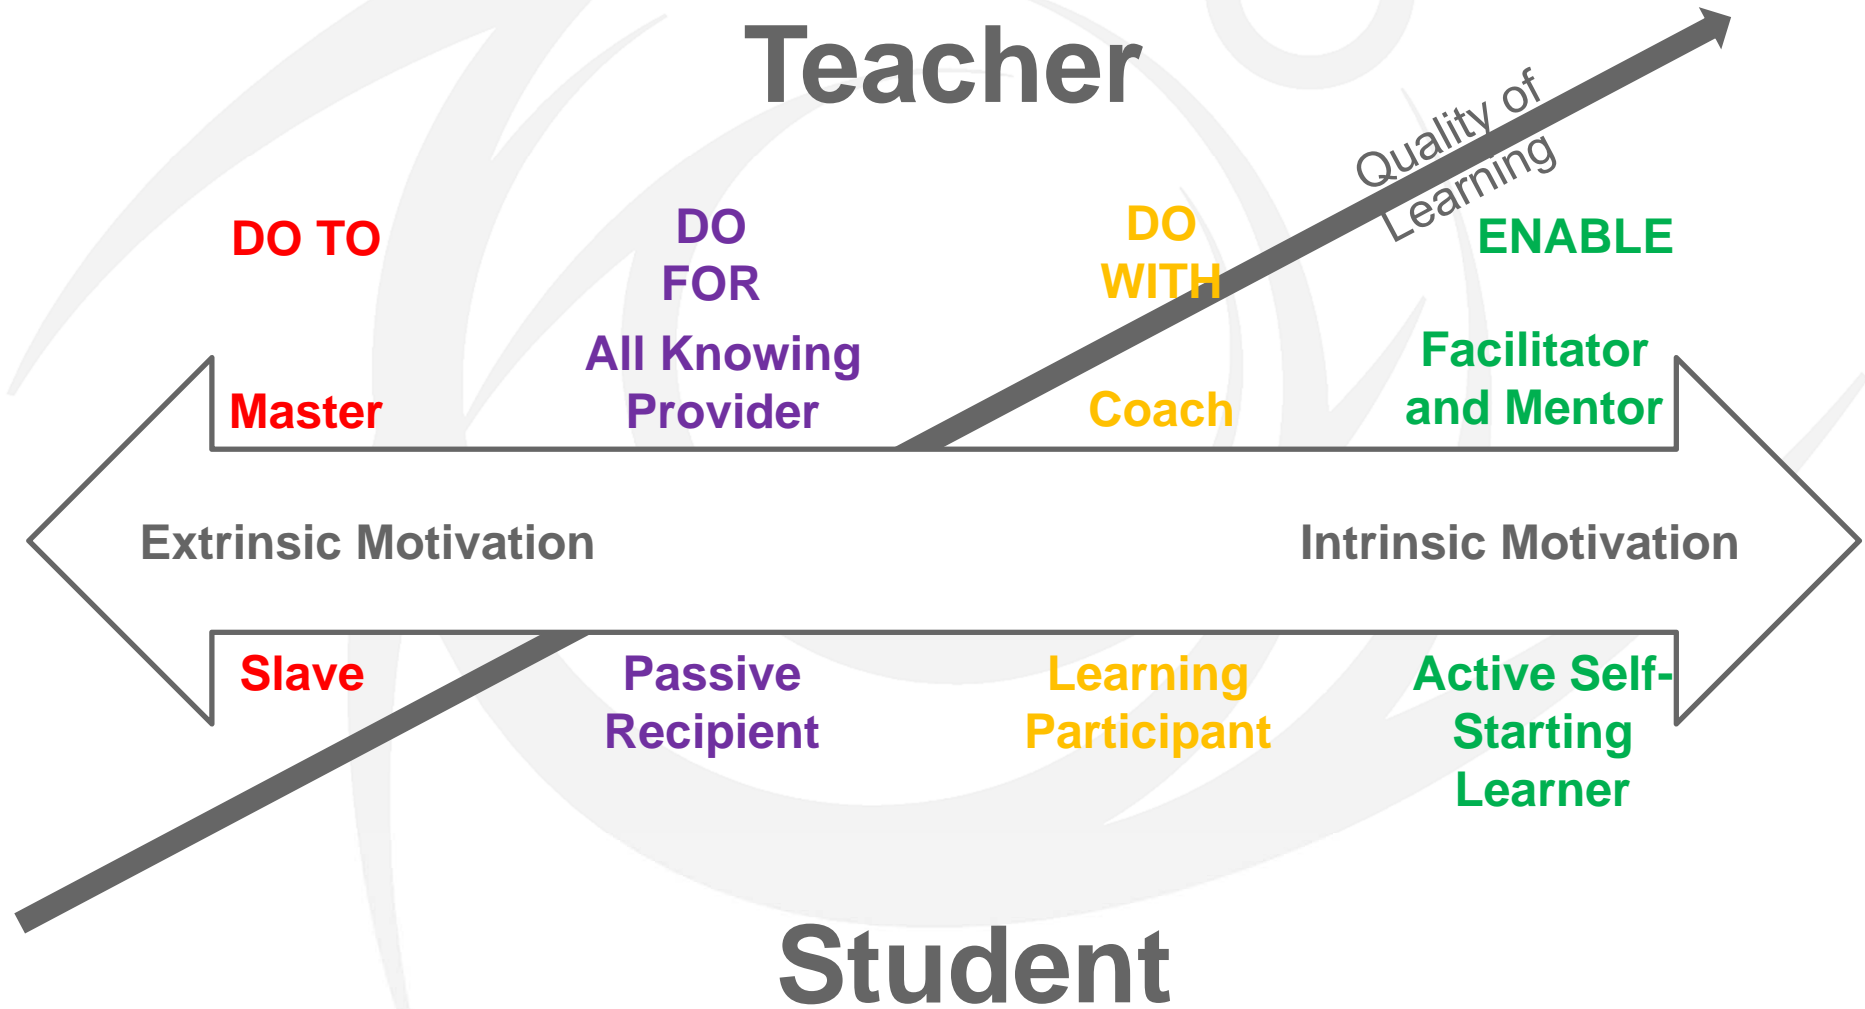 Teacher
Quality of
Learning
DO TO
DO
FOR
DO
WITH
ENABLE
Master
All Knowing
Provider
Coach
Facilitator
and Mentor
Extrinsic Motivation
Intrinsic Motivation
Slave
Passive
Recipient
Learning
Participant
Active Self-
Starting
Learner
Student